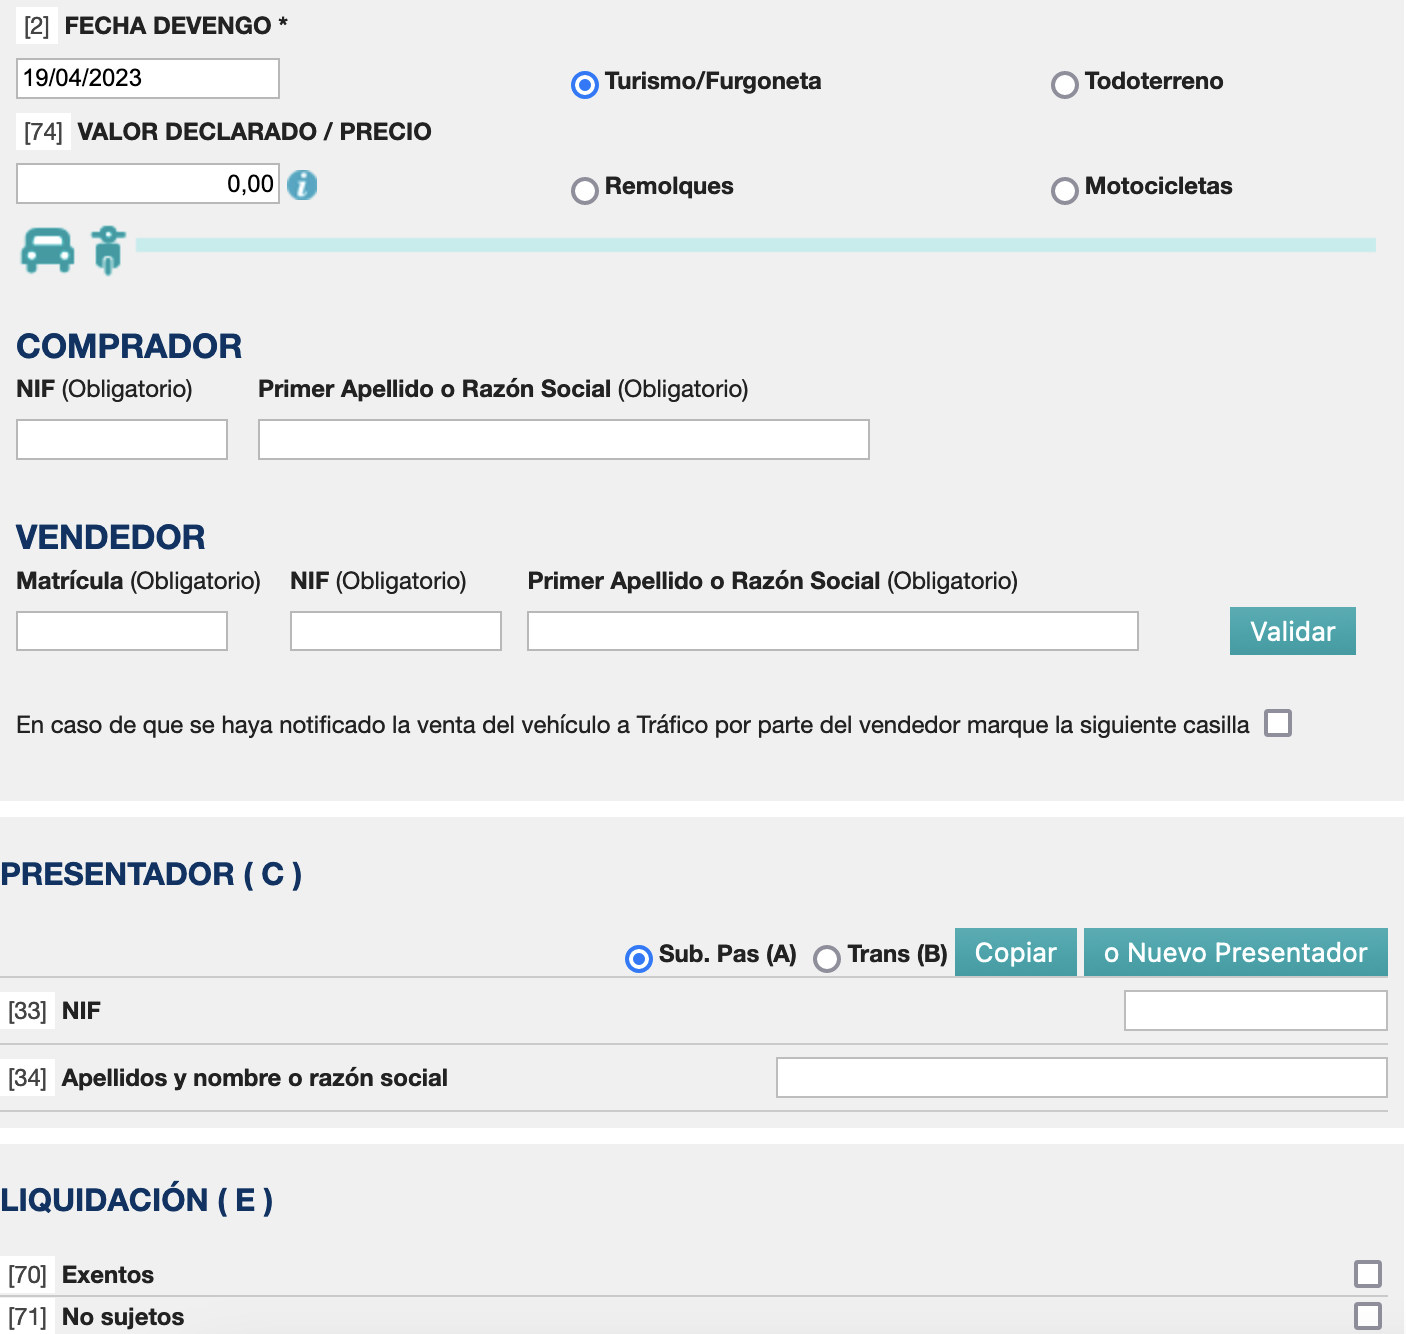 [2] FECHA DEVENGO *
19/04/2023 Turismo/Furgoneta Todoterreno
[74] VALOR DECLARADO / PRECIO
0,00 i Remolques Motocicletas
COMPRADOR
NIF (Obligatorio) Primer Apellido o Razón Social (Obligatorio)
VENDEDOR
Matrícula (Obligatorio) NIF (Obligatorio) Primer Apellido o Razón Social (Obligatorio)
Validar
En caso de que se haya notificado la venta del vehículo a Tráfico por parte del vendedor marque la siguiente casilla
PRESENTADOR ( C )
Sub. Pas (A) Trans (B) Copiar o Nuevo Presentador
[33] NIF
[34] Apellidos y nombre o razón social
LIQUIDACIÓN ( E )
[70] Exentos
[71] No sujetos